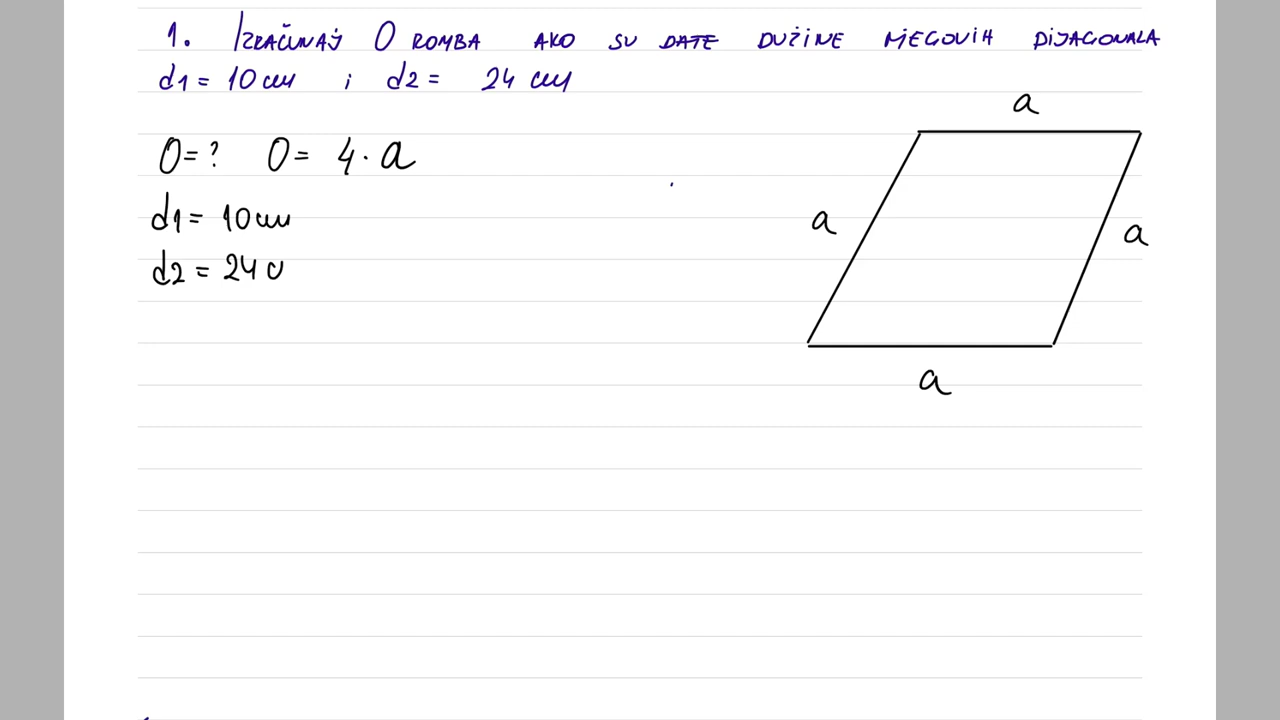 1. IZRAČUNAJ O ROMBA AKO SU DATE DUŽINE NJEGOVIH DIJAGONALA
d1 = 10 cm i d2 = 24 cm
O = ? O = 4 · a
d1 = 10 cm
d2 = 24 c
a
a
a
a